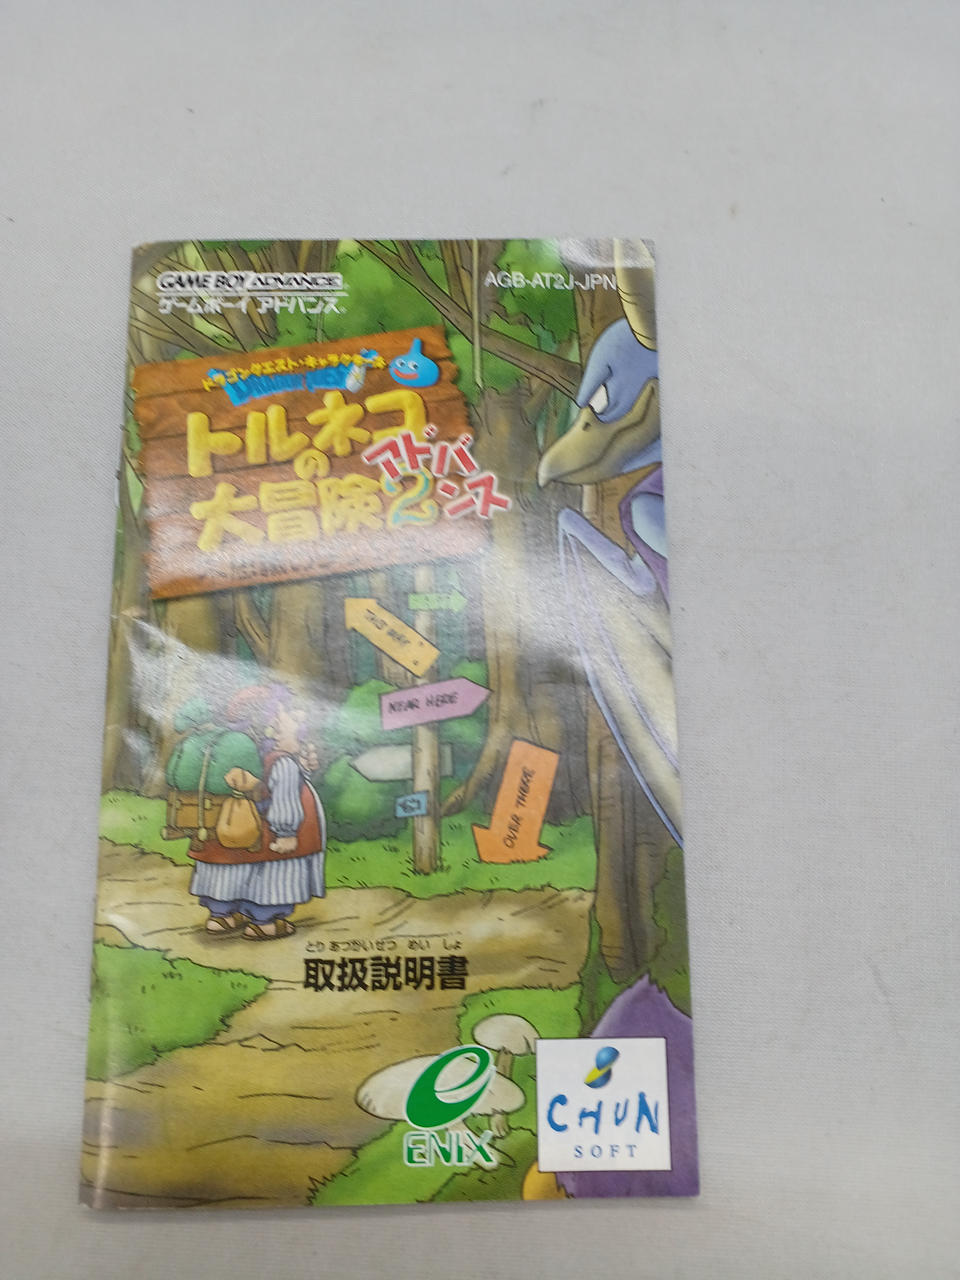 GAME BOY ADVANCE
ゲームボーイ アドバンス
AGB-AT2J-JPN
ドラゴンクエスト・キャラクターズ
トルネコ
の
大冒険2
アドバ
ンス
THIS WAY
NEAR HERE
OVER THERE
とり あつかい せつ めい しょ
取扱説明書
ENIX
CHUN
SOFT